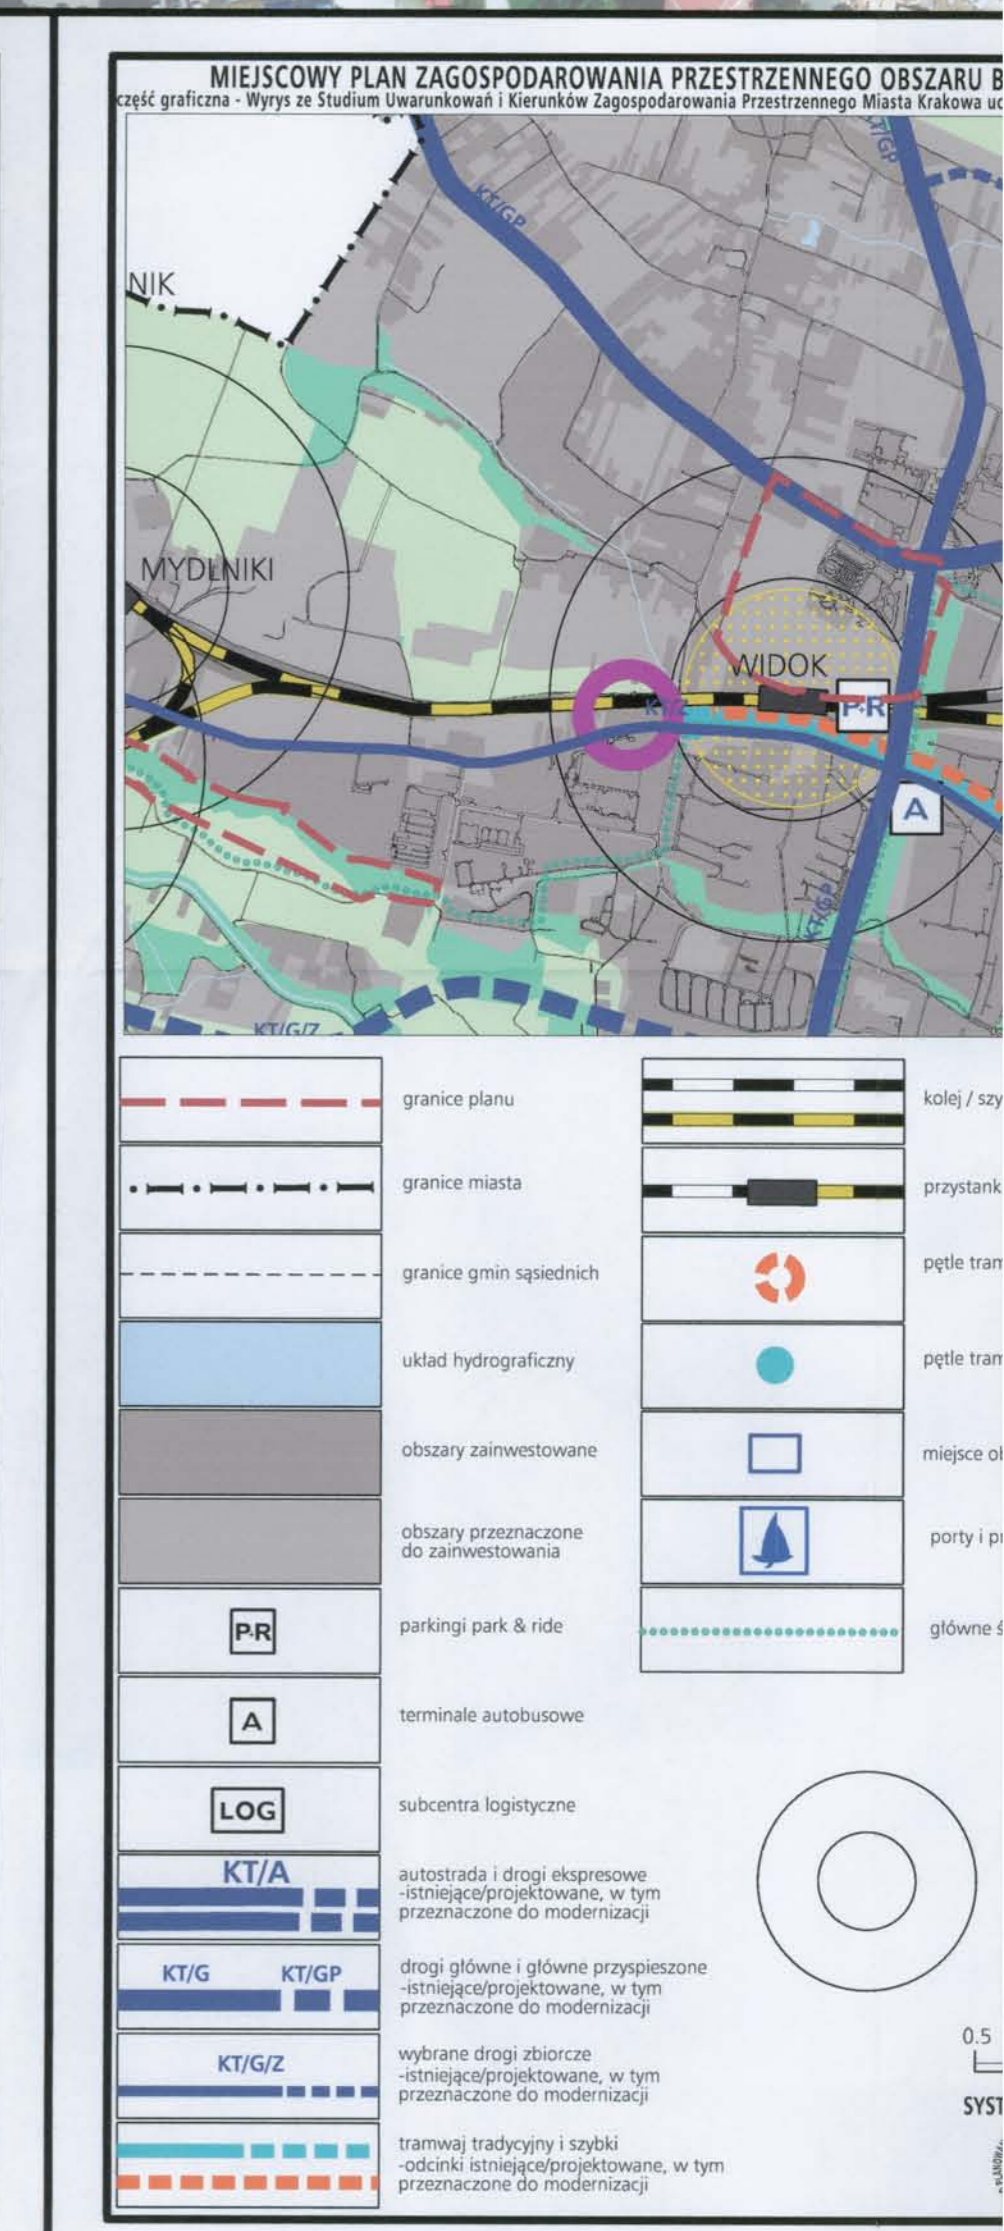 MIEJSCOWY PLAN ZAGOSPODAROWANIA PRZESTRZENNEGO OBSZARU B
część graficzna - Wyrys ze Studium Uwarunkowań i Kierunków Zagospodarowania Przestrzennego Miasta Krakowa uc
KT/GP
KT/GP
NIK
MYDLNIKI
WIDOK
KT/Z
P+R
A
KT/GP
KT/G/Z
granice planu
granice miasta
granice gmin sąsiednich
układ hydrograficzny
obszary zainwestowane
obszary przeznaczone
do zainwestowania
P+R
parkingi park & ride
A
terminale autobusowe
LOG
subcentra logistyczne
KT/A
autostrada i drogi ekspresowe
-istniejące/projektowane, w tym
przeznaczone do modernizacji
KT/G KT/GP
drogi główne i główne przyspieszone
-istniejące/projektowane, w tym
przeznaczone do modernizacji
KT/G/Z
wybrane drogi zbiorcze
-istniejące/projektowane, w tym
przeznaczone do modernizacji
tramwaj tradycyjny i szybki
-odcinki istniejące/projektowane, w tym
przeznaczone do modernizacji
kolej / szy
przystank
pętle tram
pętle tram
miejsce ob
porty i pr
główne ś
0.5
SYST